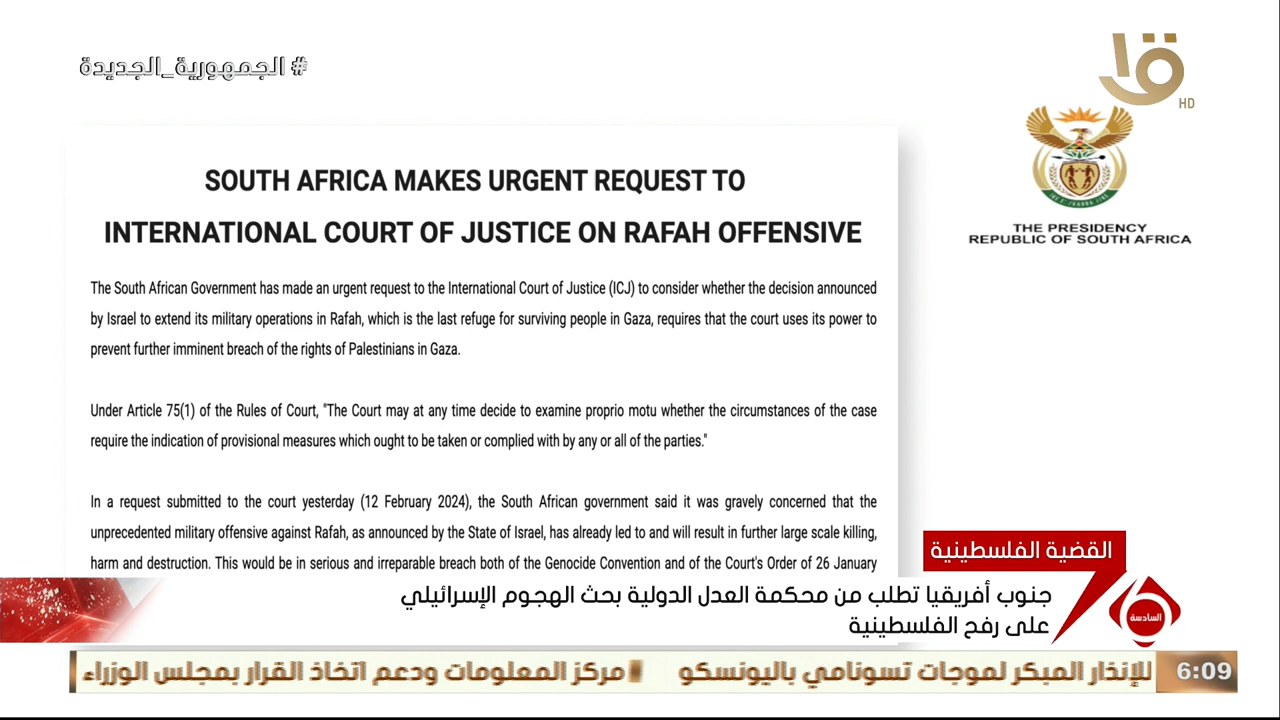 # الجمهورية_الجديدة
HD
SOUTH AFRICA MAKES URGENT REQUEST TO
INTERNATIONAL COURT OF JUSTICE ON RAFAH OFFENSIVE
THE PRESIDENCY
REPUBLIC OF SOUTH AFRICA
The South African Government has made an urgent request to the International Court of Justice (ICJ) to consider whether the decision announced
by Israel to extend its military operations in Rafah, which is the last refuge for surviving people in Gaza, requires that the court uses its power to
prevent further imminent breach of the rights of Palestinians in Gaza.
Under Article 75(1) of the Rules of Court, "The Court may at any time decide to examine proprio motu whether the circumstances of the case
require the indication of provisional measures which ought to be taken or complied with by any or all of the parties."
In a request submitted to the court yesterday (12 February 2024), the South African government said it was gravely concerned that the
unprecedented military offensive against Rafah, as announced by the State of Israel, has already led to and will result in further large scale killing,
harm and destruction. This would be in serious and irreparable breach both of the Genocide Convention and of the Court's Order of 26 January
القضية الفلسطينية
جنوب أفريقيا تطلب من محكمة العدل الدولية بحث الهجوم الإسرائيلي
على رفح الفلسطينية
السادسة
6:09 للإنذار المبكر لموجات تسونامي باليونسكو مركز المعلومات ودعم اتخاذ القرار بمجلس الوزراء